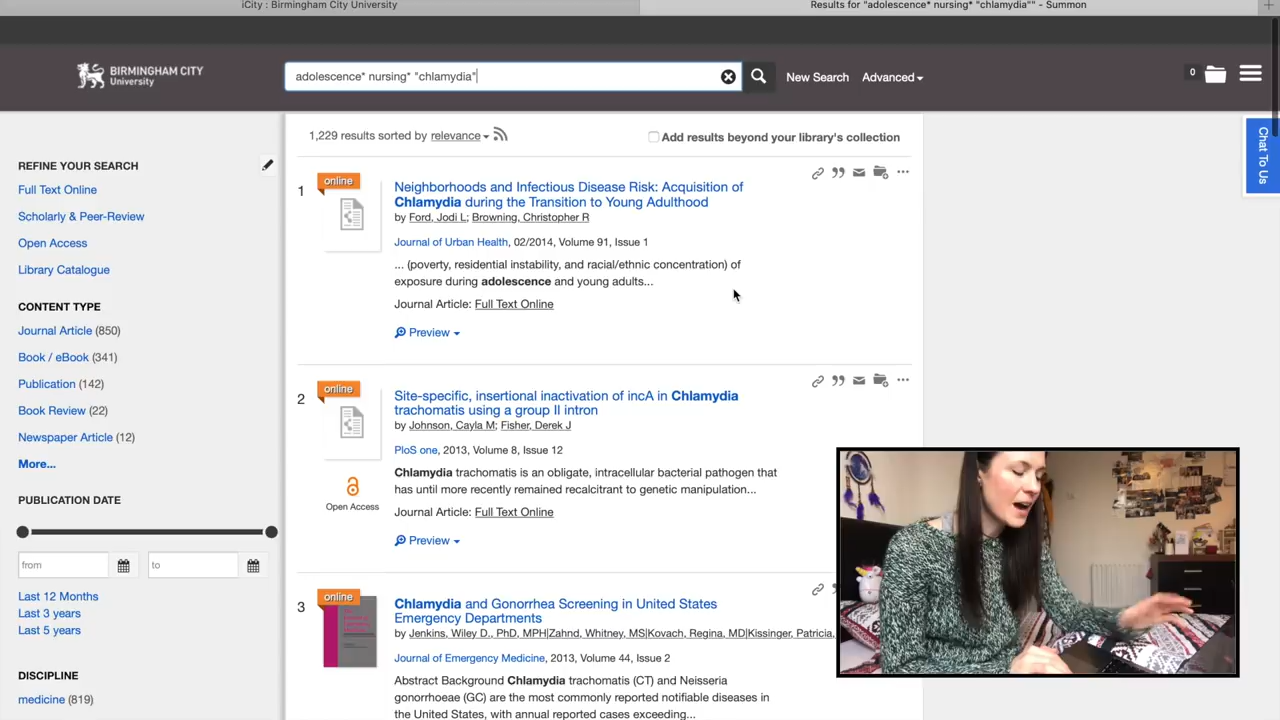 iCity : Birmingham City University
Results for "adolescence* nursing* "chlamydia"" - Summon
BIRMINGHAM CITY
University
adolescence* nursing* "chlamydia"
New Search
Advanced
0
Chat To Us
1,229 results sorted by relevance
Add results beyond your library's collection
REFINE YOUR SEARCH
Full Text Online
Scholarly & Peer-Review
Open Access
Library Catalogue
CONTENT TYPE
Journal Article (850)
Book / eBook (341)
Publication (142)
Book Review (22)
Newspaper Article (12)
More...
PUBLICATION DATE
from
to
Last 12 Months
Last 3 years
Last 5 years
DISCIPLINE
medicine (819)
1
online
Neighborhoods and Infectious Disease Risk: Acquisition of
Chlamydia during the Transition to Young Adulthood
by Ford, Jodi L; Browning, Christopher R
Journal of Urban Health, 02/2014, Volume 91, Issue 1
... (poverty, residential instability, and racial/ethnic concentration) of
exposure during adolescence and young adults...
Journal Article: Full Text Online
Preview
2
online
Open Access
Site-specific, insertional inactivation of incA in Chlamydia
trachomatis using a group II intron
by Johnson, Cayla M; Fisher, Derek J
PloS one, 2013, Volume 8, Issue 12
Chlamydia trachomatis is an obligate, intracellular bacterial pathogen that
has until more recently remained recalcitrant to genetic manipulation...
Journal Article: Full Text Online
Preview
3
online
Chlamydia and Gonorrhea Screening in United States
Emergency Departments
by Jenkins, Wiley D., PhD, MPH|Zahnd, Whitney, MS|Kovach, Regina, MD|Kissinger, Patricia,
Journal of Emergency Medicine, 2013, Volume 44, Issue 2
Abstract Background Chlamydia trachomatis (CT) and Neisseria
gonorrhoeae (GC) are the most commonly reported notifiable diseases in
the United States, with annual reported cases exceeding...